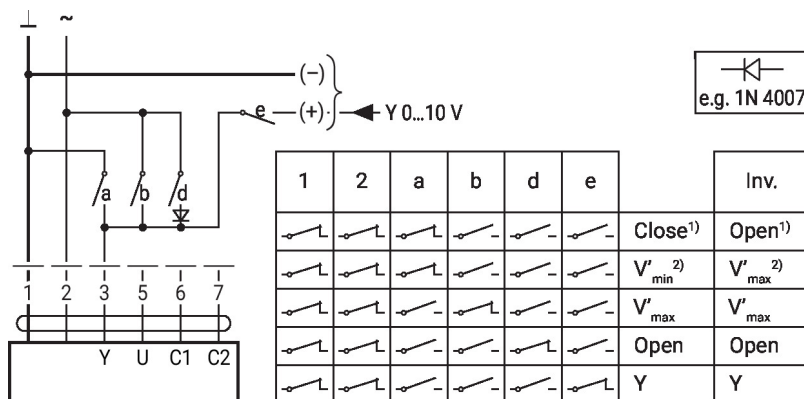 ⊥ ~
(–)
e (+) Y 0...10 V
e.g. 1N 4007
a b d
1 2 3 5 6 7
Y U C1 C2
1 2 a b d e Inv.
Close¹⁾ Open¹⁾
V'min²⁾ V'max²⁾
V'max V'max
Open Open
Y Y